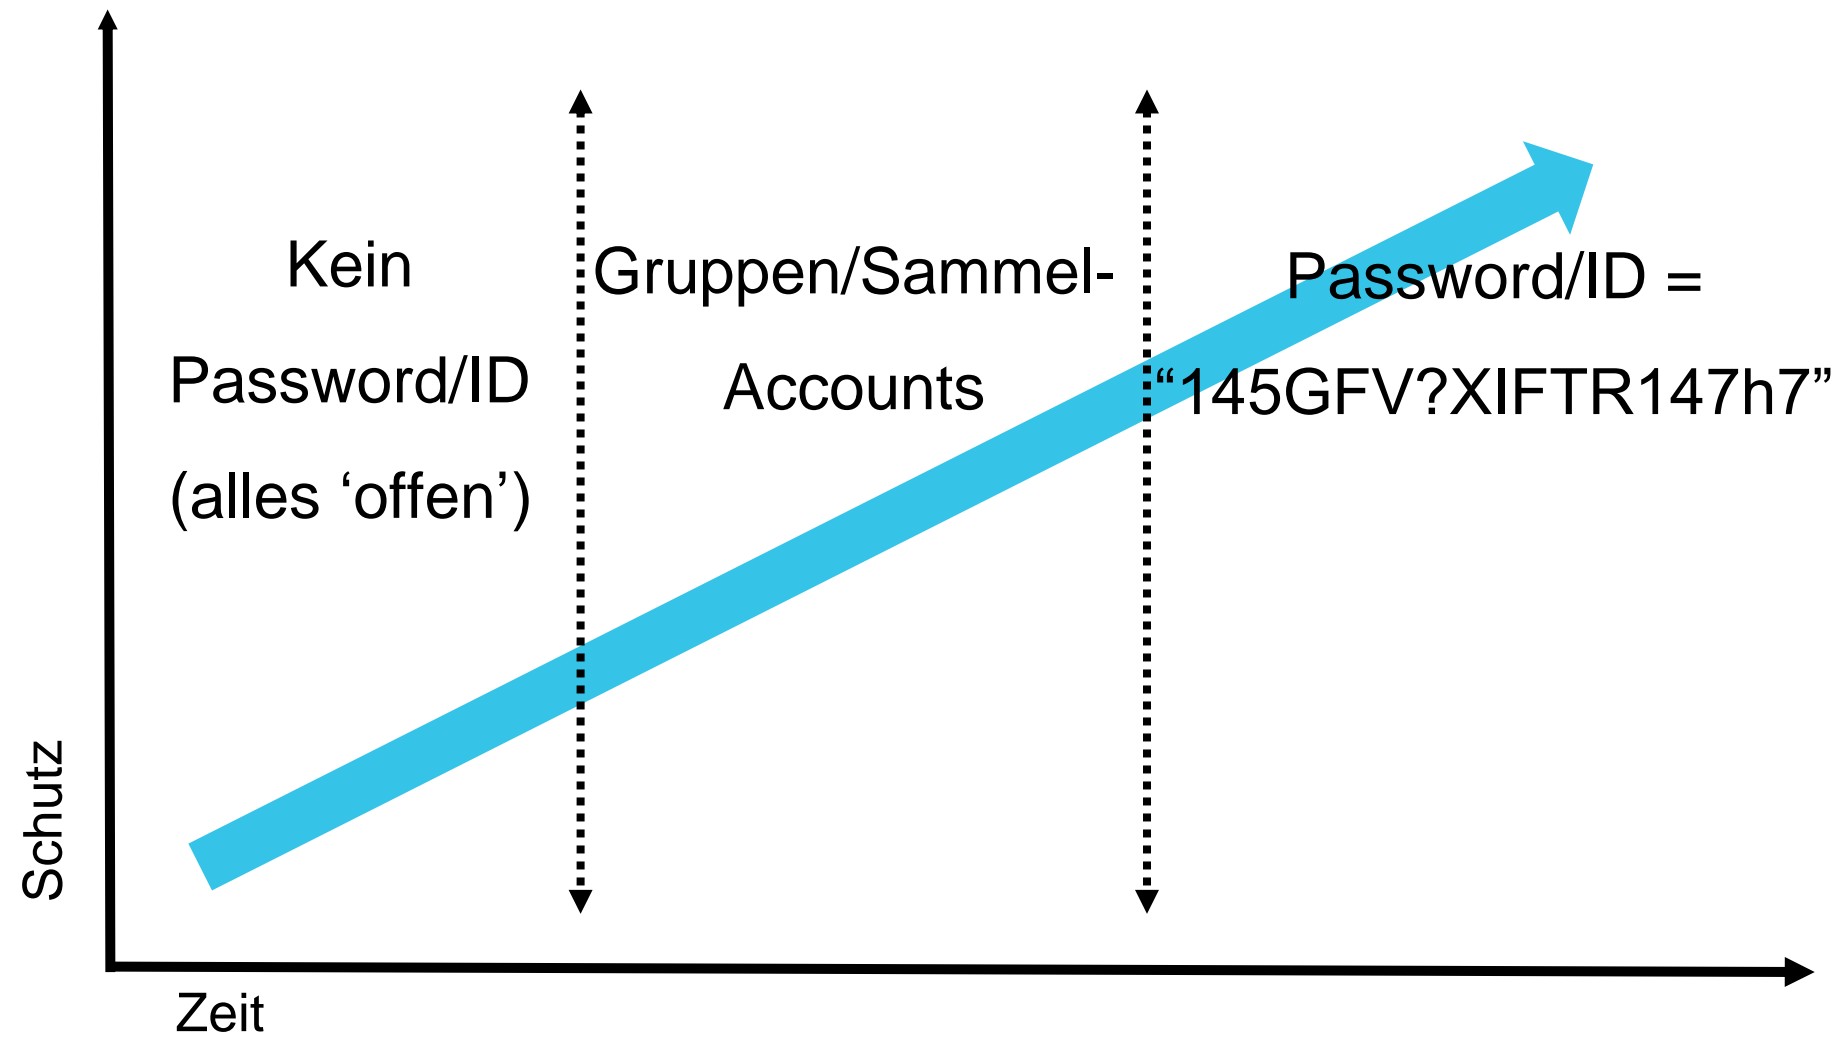 Kein
Password/ID
(alles ‘offen’)
Gruppen/Sammel-
Accounts
Password/ID =
“145GFV?XIFTR147h7”
Schutz
Zeit